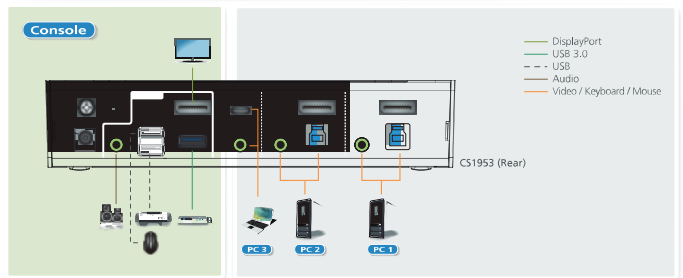 Console
DisplayPort
USB 3.0
USB
Audio
Video / Keyboard / Mouse
CS1953 (Rear)
PC 3
PC 2
PC 1